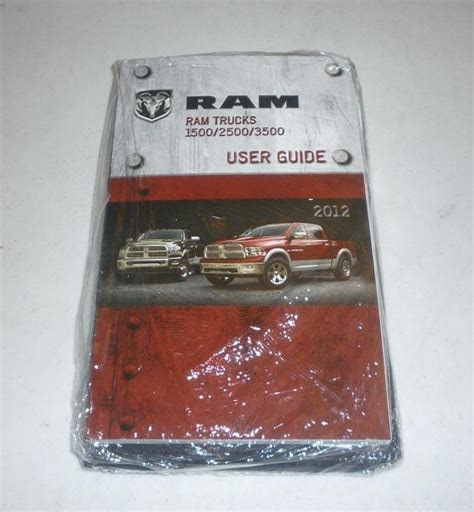 RAM
RAM TRUCKS
1500/2500/3500
USER GUIDE
2012